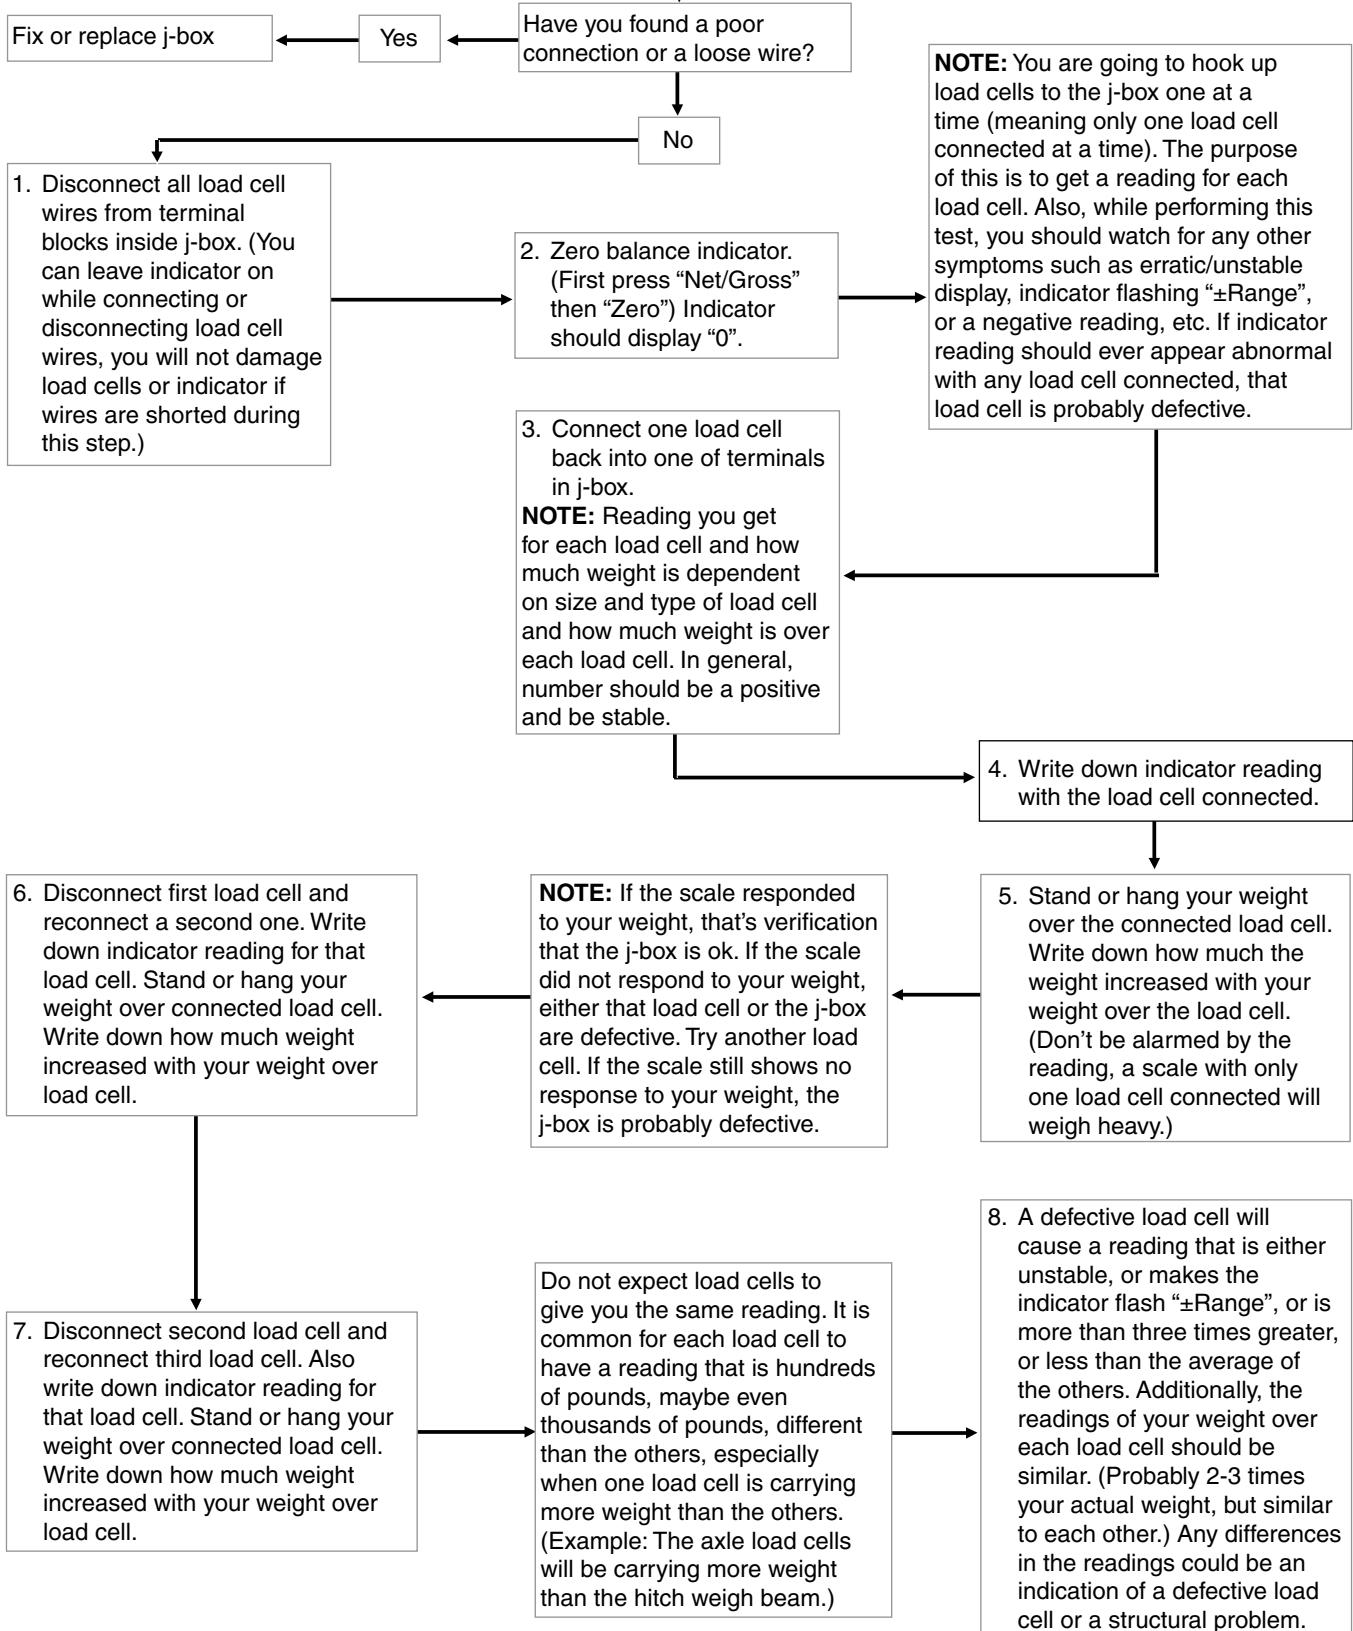 Have you found a poor
connection or a loose wire?
Yes
Fix or replace j-box
No
1. Disconnect all load cell
wires from terminal
blocks inside j-box. (You
can leave indicator on
while connecting or
disconnecting load cell
wires, you will not damage
load cells or indicator if
wires are shorted during
this step.)
2. Zero balance indicator.
(First press “Net/Gross”
then “Zero”) Indicator
should display “0”.
NOTE: You are going to hook up
load cells to the j-box one at a
time (meaning only one load cell
connected at a time). The purpose
of this is to get a reading for each
load cell. Also, while performing this
test, you should watch for any other
symptoms such as erratic/unstable
display, indicator flashing “±Range”,
or a negative reading, etc. If indicator
reading should ever appear abnormal
with any load cell connected, that
load cell is probably defective.
3. Connect one load cell
back into one of terminals
in j-box.
NOTE: Reading you get
for each load cell and how
much weight is dependent
on size and type of load cell
and how much weight is over
each load cell. In general,
number should be a positive
and be stable.
4. Write down indicator reading
with the load cell connected.
5. Stand or hang your weight
over the connected load cell.
Write down how much the
weight increased with your
weight over the load cell.
(Don’t be alarmed by the
reading, a scale with only
one load cell connected will
weigh heavy.)
NOTE: If the scale responded
to your weight, that’s verification
that the j-box is ok. If the scale
did not respond to your weight,
either that load cell or the j-box
are defective. Try another load
cell. If the scale still shows no
response to your weight, the
j-box is probably defective.
6. Disconnect first load cell and
reconnect a second one. Write
down indicator reading for that
load cell. Stand or hang your
weight over connected load cell.
Write down how much weight
increased with your weight over
load cell.
7. Disconnect second load cell and
reconnect third load cell. Also
write down indicator reading for
that load cell. Stand or hang your
weight over connected load cell.
Write down how much weight
increased with your weight over
load cell.
Do not expect load cells to
give you the same reading. It is
common for each load cell to
have a reading that is hundreds
of pounds, maybe even
thousands of pounds, different
than the others, especially
when one load cell is carrying
more weight than the others.
(Example: The axle load cells
will be carrying more weight
than the hitch weigh beam.)
8. A defective load cell will
cause a reading that is either
unstable, or makes the
indicator flash “±Range”, or is
more than three times greater,
or less than the average of
the others. Additionally, the
readings of your weight over
each load cell should be
similar. (Probably 2-3 times
your actual weight, but similar
to each other.) Any differences
in the readings could be an
indication of a defective load
cell or a structural problem.